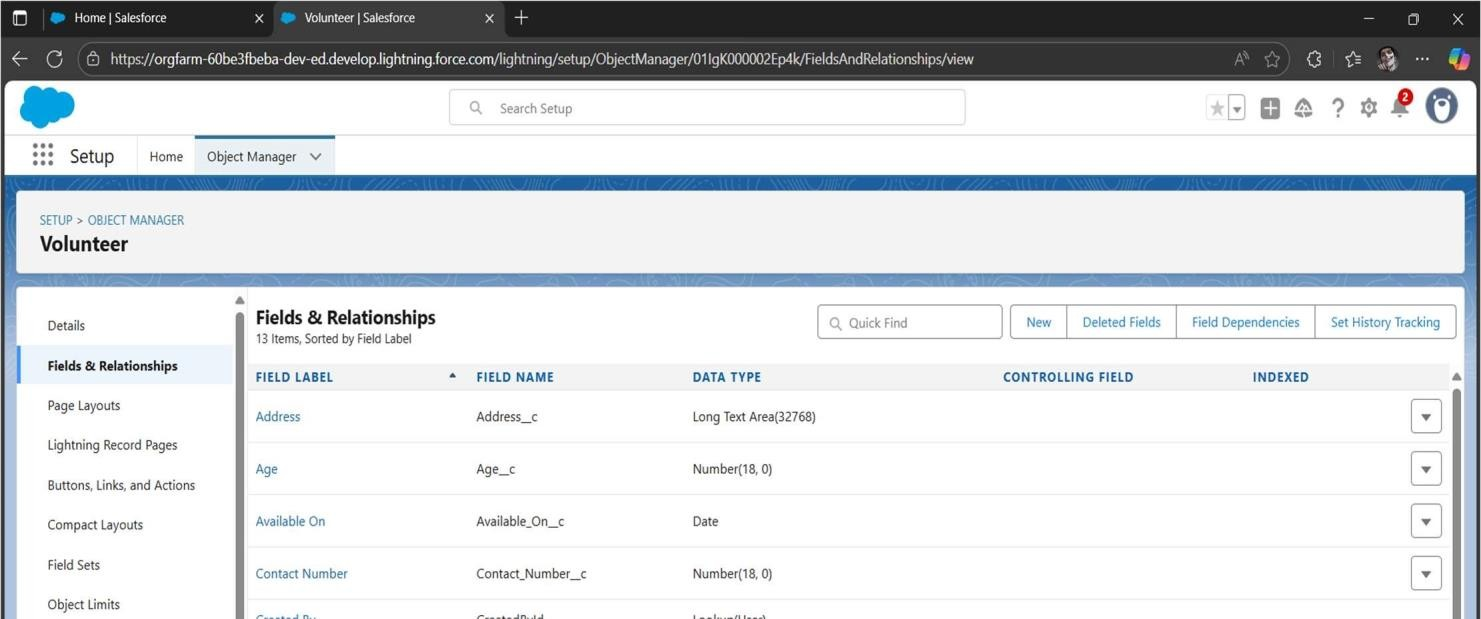 Home | Salesforce
Volunteer | Salesforce
https://orgfarm-60be3fbeba-dev-ed.develop.lightning.force.com/lightning/setup/ObjectManager/01IgK000002Ep4k/FieldsAndRelationships/view
Search Setup
2
Setup Home Object Manager
SETUP > OBJECT MANAGER
Volunteer
Details
Fields & Relationships
Page Layouts
Lightning Record Pages
Buttons, Links, and Actions
Compact Layouts
Field Sets
Object Limits
Fields & Relationships
13 Items, Sorted by Field Label
Quick Find
New Deleted Fields Field Dependencies Set History Tracking
FIELD LABEL FIELD NAME DATA TYPE CONTROLLING FIELD INDEXED
Address Address__c Long Text Area(32768)
Age Age__c Number(18, 0)
Available On Available_On__c Date
Contact Number Contact_Number__c Number(18, 0)
Created By CreatedById Lookup(User)